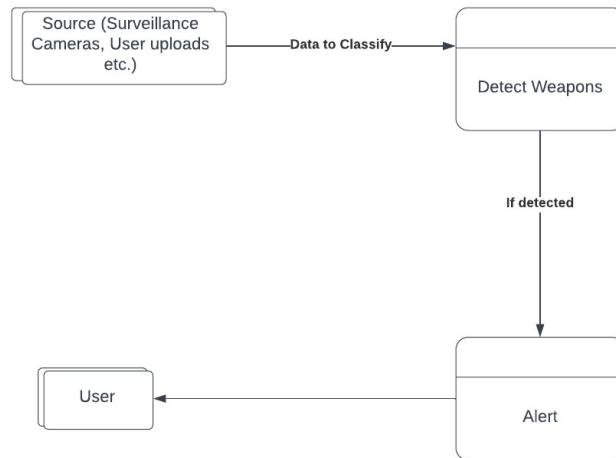 Source (Surveillance
Cameras, User uploads
etc.)
Data to Classify
Detect Weapons
If detected
User
Alert